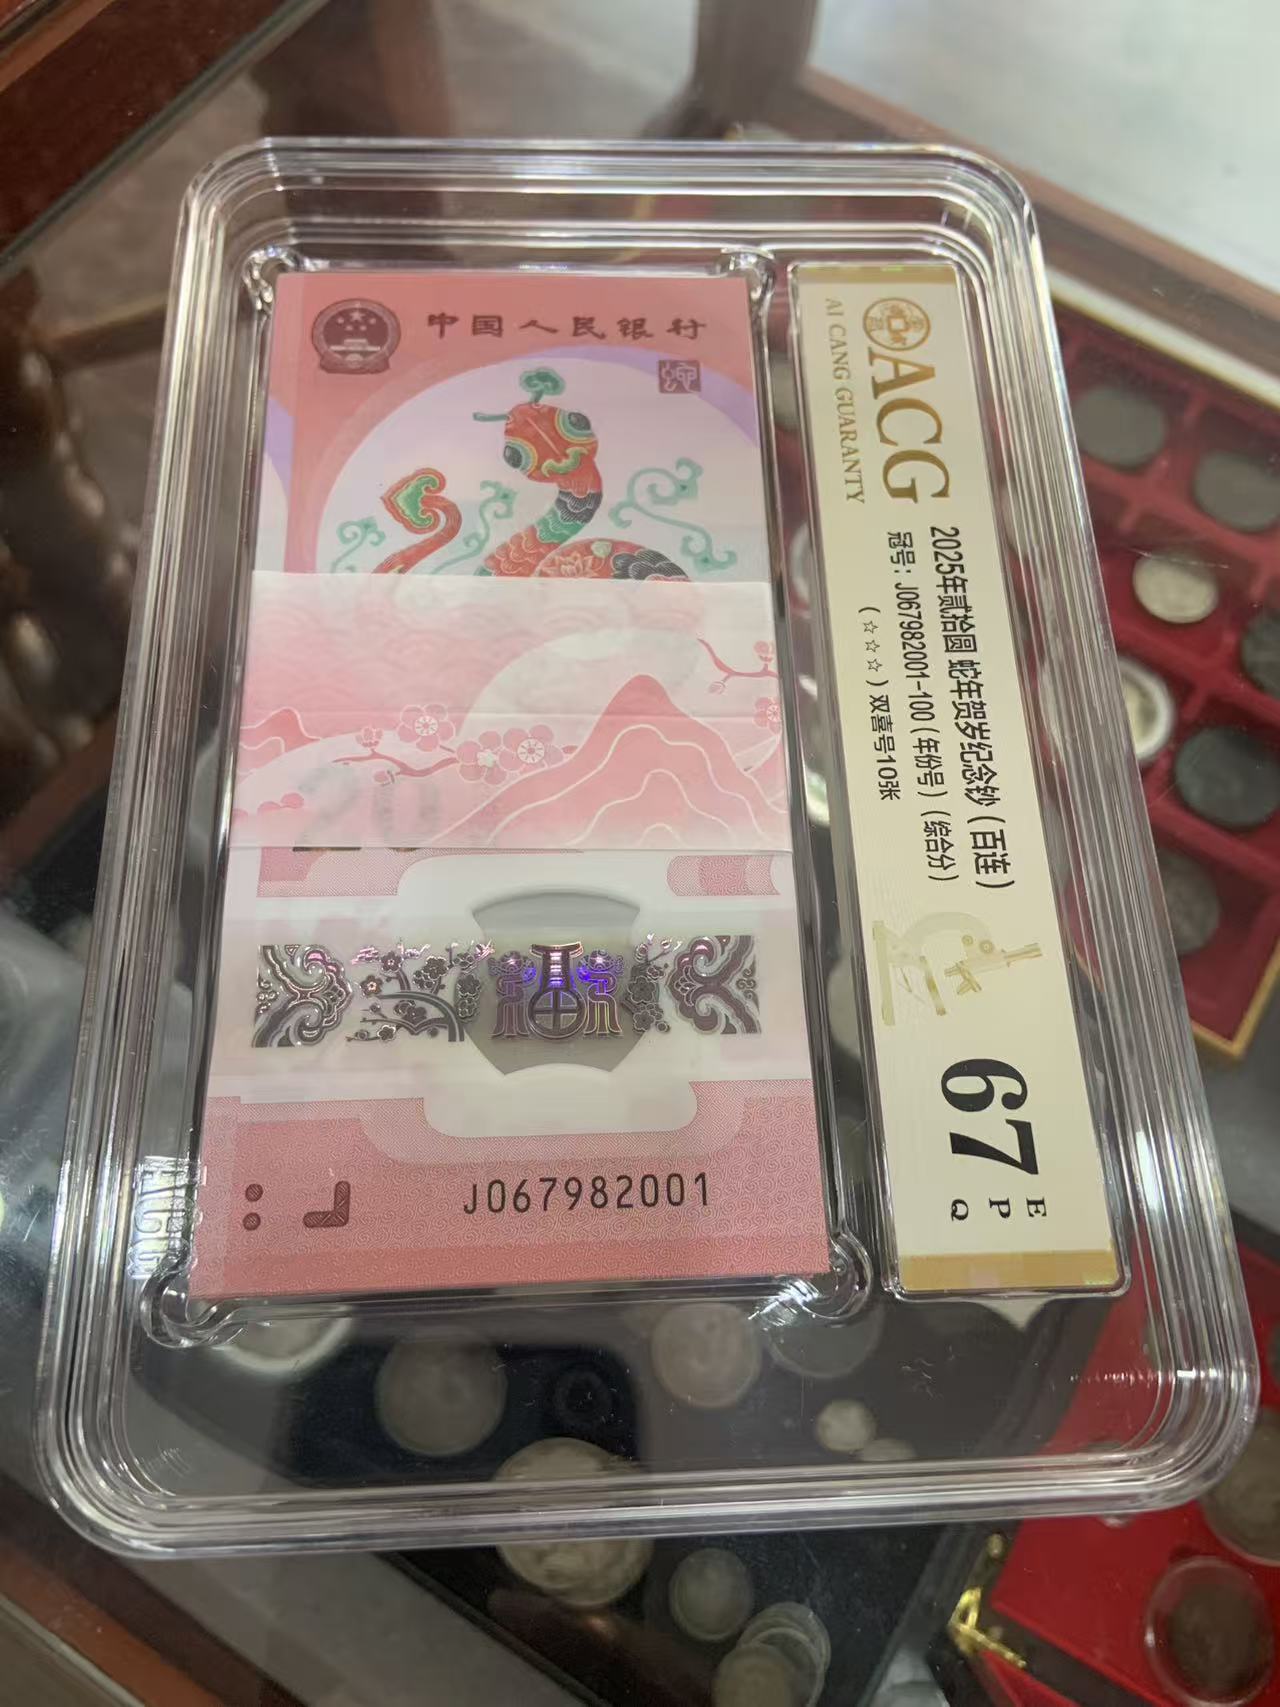 中国人民银行
福
J067982001
ACG
AI CANG GUARANTY
2025年贰拾圆 蛇年贺岁纪念钞（百连）
冠号：J067982001-100（年份号）（综合分）
（☆☆☆）双喜号10张
67
E
P
Q